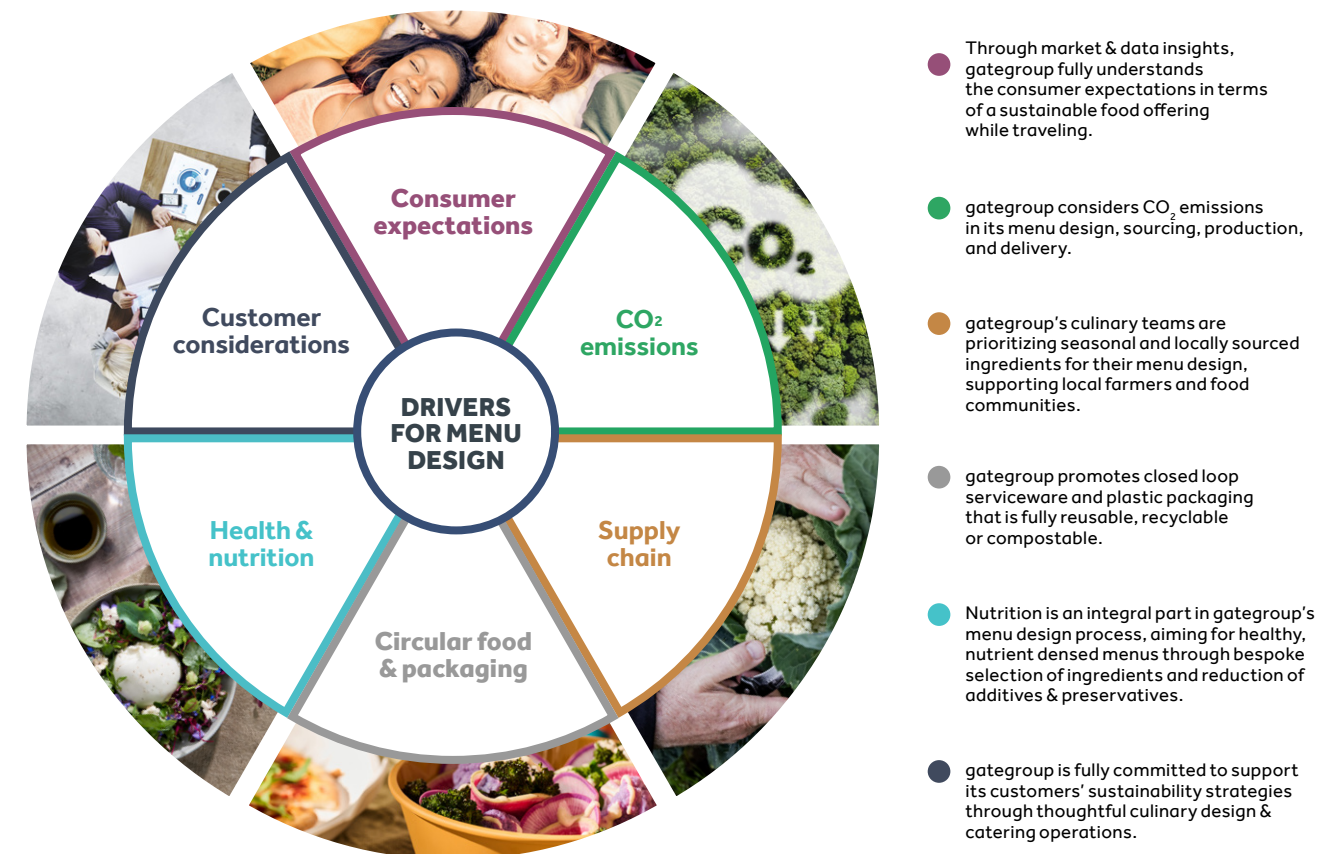 Consumer
expectations
CO2
emissions
Supply
chain
Circular food
& packaging
Health &
nutrition
Customer
considerations
DRIVERS
FOR MENU
DESIGN
CO2
Through market & data insights,
gategroup fully understands
the consumer expectations in terms
of a sustainable food offering
while traveling.
gategroup considers CO2 emissions
in its menu design, sourcing, production,
and delivery.
gategroup's culinary teams are
prioritizing seasonal and locally sourced
ingredients for their menu design,
supporting local farmers and food
communities.
gategroup promotes closed loop
serviceware and plastic packaging
that is fully reusable, recyclable
or compostable.
Nutrition is an integral part in gategroup's
menu design process, aiming for healthy,
nutrient densed menus through bespoke
selection of ingredients and reduction of
additives & preservatives.
gategroup is fully committed to support
its customers' sustainability strategies
through thoughtful culinary design &
catering operations.